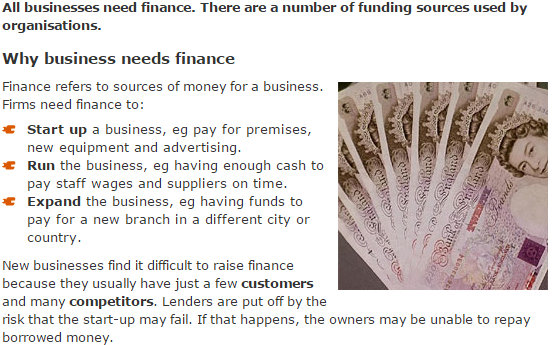 All businesses need finance. There are a number of funding sources used by
organisations.
Why business needs finance
Finance refers to sources of money for a business.
Firms need finance to:
Start up a business, eg pay for premises,
new equipment and advertising.
Run the business, eg having enough cash to
pay staff wages and suppliers on time.
Expand the business, eg having funds to
pay for a new branch in a different city or
country.
New businesses find it difficult to raise finance
because they usually have just a few customers
and many competitors. Lenders are put off by the
risk that the start-up may fail. If that happens, the owners may be unable to repay
borrowed money.